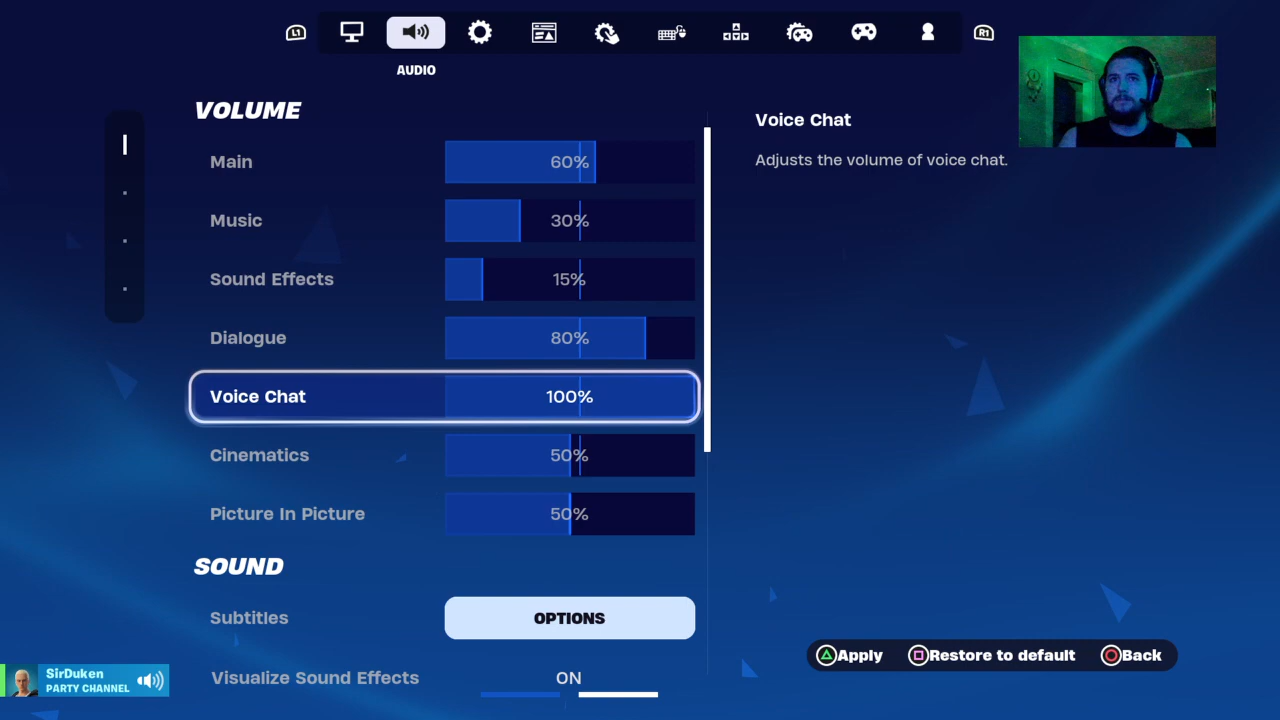 L1
R1
AUDIO
VOLUME
Main 60%
Music 30%
Sound Effects 15%
Dialogue 80%
Voice Chat 100%
Cinematics 50%
Picture In Picture 50%
SOUND
Subtitles OPTIONS
Visualize Sound Effects ON
Voice Chat
Adjusts the volume of voice chat.
Apply Restore to default Back
SirDuken
PARTY CHANNEL